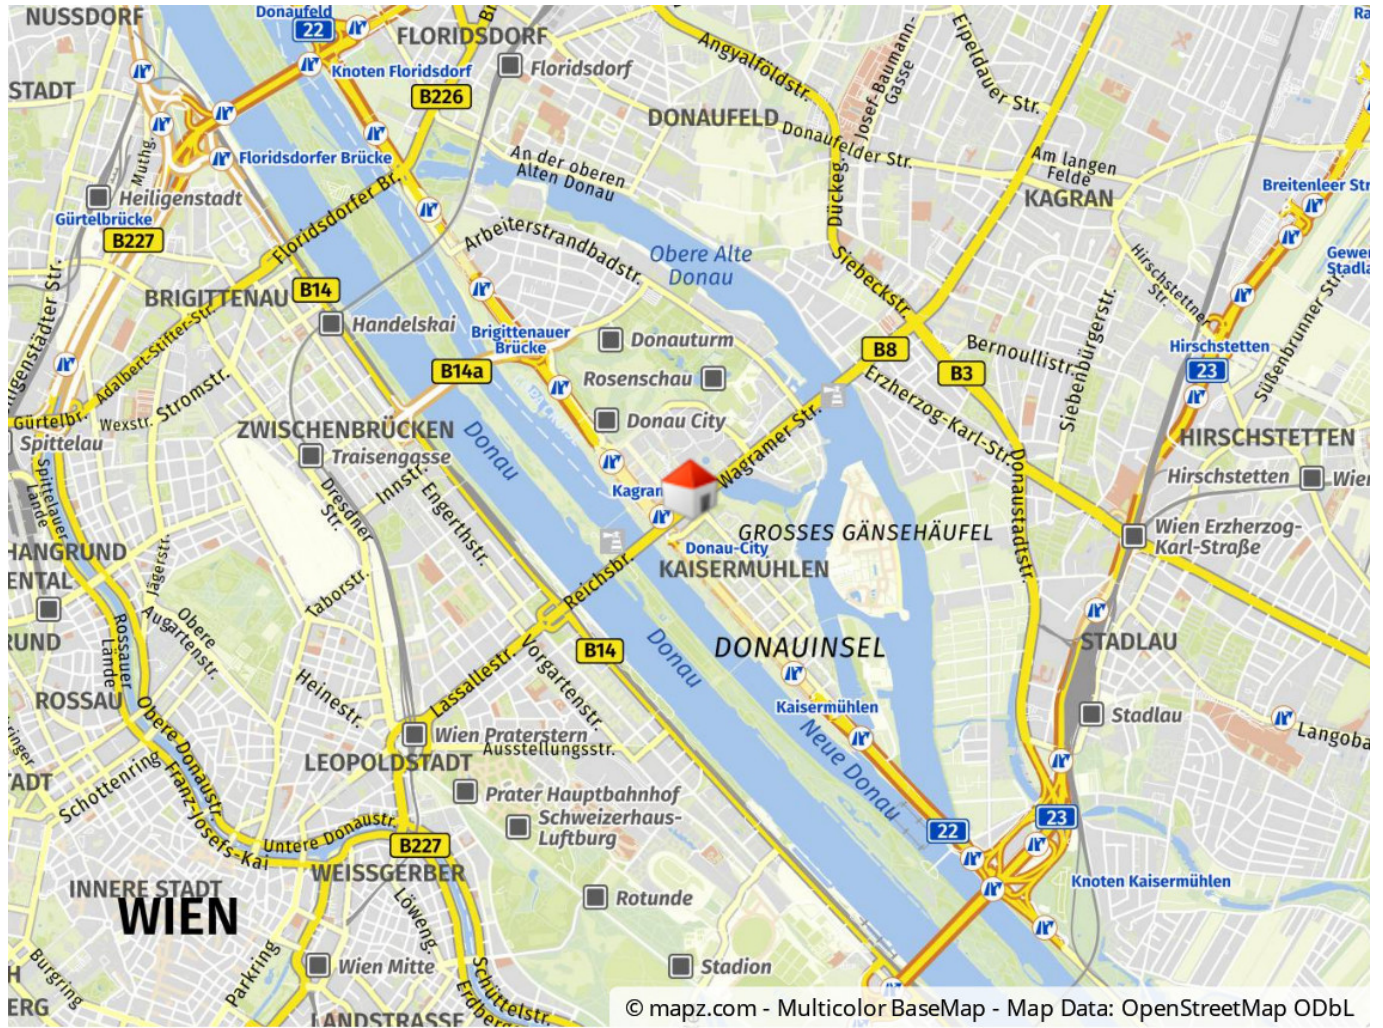 NUSSDORF
Donaufeld
22
FLORIDSDORF
Knoten Floridsdorf
Floridsdorf
B226
STADT
Angyalföldstr.
Josef-Baumann-
Gasse
Eipeldauer Str.
DONAUFELD
Donaufelder Str.
Am langen
Felde
KAGRAN
Breitenleer Str
Muthg.
Floridsdorfer Brücke
An der oberen
Alten Donau
Dückeg.
Heiligenstadt
Gürtelbrücke
B227
Floridsdorfer Br.
Arbeiterstrandbadstr.
Obere Alte
Donau
Siebeckstr.
Hirschstettner
Str.
BRIGITTENAU
B14
Handelskai
Adalbert-Stifter-Str.
Brigittenauer
Brücke
Donauturm
B14a
Rosenschau
B8
Bernoullistr.
B3
Siebenbürgerstr.
Hirschstetten
23
Süßenbrunner Str.
Erzherzog-Karl-Str.
Gürtelbr.
Wexstr.
Stromstr.
Spittelau
ZWISCHENBRÜCKEN
Traisengasse
Donau
Donau City
Wagramer Str.
HIRSCHSTETTEN
Hirschstetten
Spittelauer
Lände
Dresdner
Str.
Innstr.
Engerthstr.
Donaustadtstr.
GROSSES GÄNSEHÄUFEL
Wien Erzherzog-
Karl-Straße
Donau-City
KAISERMÜHLEN
Reichsbr.
Jägerstr.
Taborstr.
Obere
Augartenstr.
Rossauer
Lände
ROSSAU
Heinestr.
Lassallestr.
Vorgartenstr.
B14
Donau
DONAUINSEL
STADLAU
Stadlau
Kaisermühlen
Neue Donau
Obere Donaustr.
Wien Praterstern
Ausstellungsstr.
LEOPOLDSTADT
Schottenring
Franz-Josefs-Kai
Prater Hauptbahnhof
Schweizerhaus-
Luftburg
Untere Donaustr.
B227
22
23
WEISSGERBER
Knoten Kaisermühlen
INNERE STADT
WIEN
Rotunde
Löweng.
Parkring
Wien Mitte
Stadion
Burgring
Schüttelstr.
LANDSTRASSE
© mapz.com - Multicolor BaseMap - Map Data: OpenStreetMap ODbL